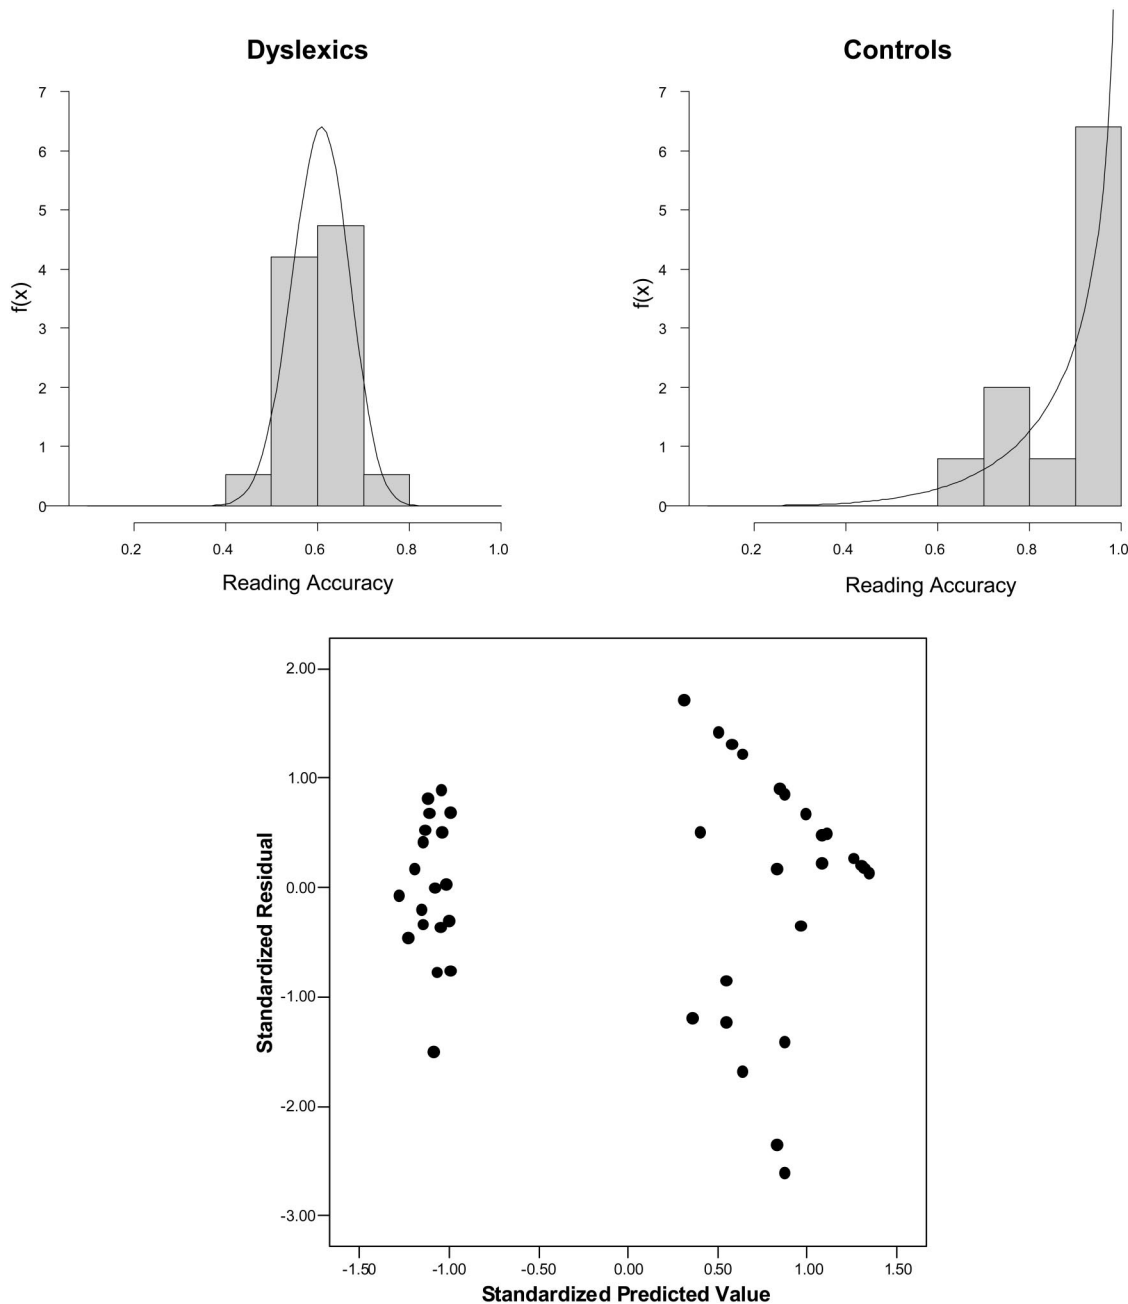 Dyslexics
7
6
5
4
3
2
1
0
f(x)
0.2 0.4 0.6 0.8 1.0
Reading Accuracy
Controls
7
6
5
4
3
2
1
0
f(x)
0.2 0.4 0.6 0.8 1.0
Reading Accuracy
2.00
1.00
0.00
-1.00
-2.00
-3.00
Standardized Residual
-1.50 -1.00 -0.50 0.00 0.50 1.00 1.50
Standardized Predicted Value